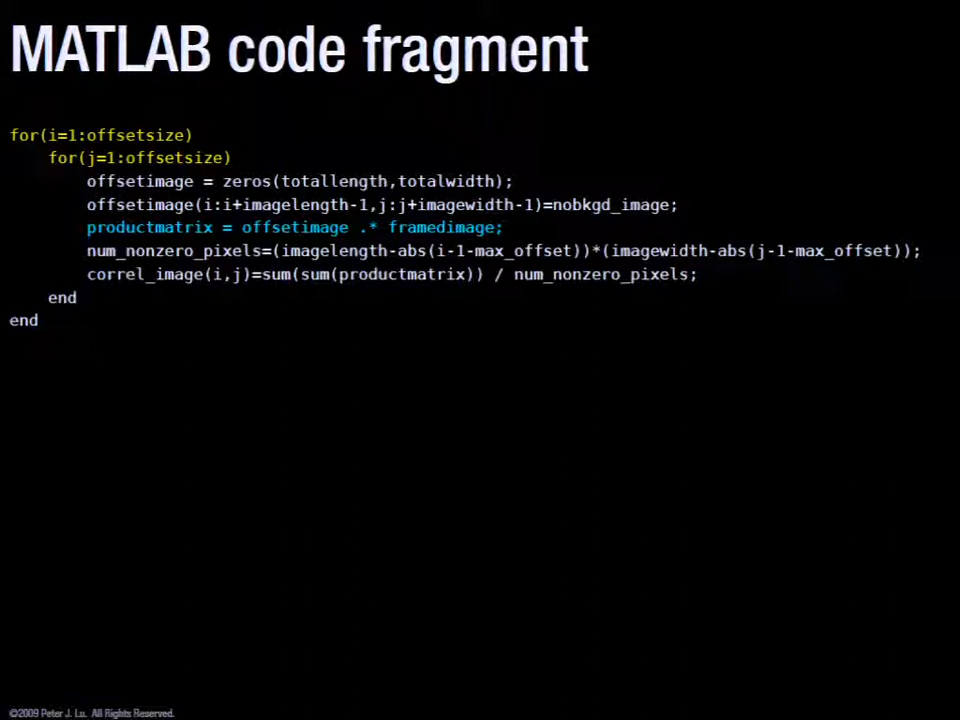 MATLAB code fragment
for(i=1:offsetsize)
for(j=1:offsetsize)
offsetimage = zeros(totallength,totalwidth);
offsetimage(i:i+imagelength-1,j:j+imagewidth-1)=nobkgd_image;
productmatrix = offsetimage .* framedimage;
num_nonzero_pixels=(imagelength-abs(i-1-max_offset))*(imagewidth-abs(j-1-max_offset));
correl_image(i,j)=sum(sum(productmatrix)) / num_nonzero_pixels;
end
end
©2009 Peter J. Lu. All Rights Reserved.